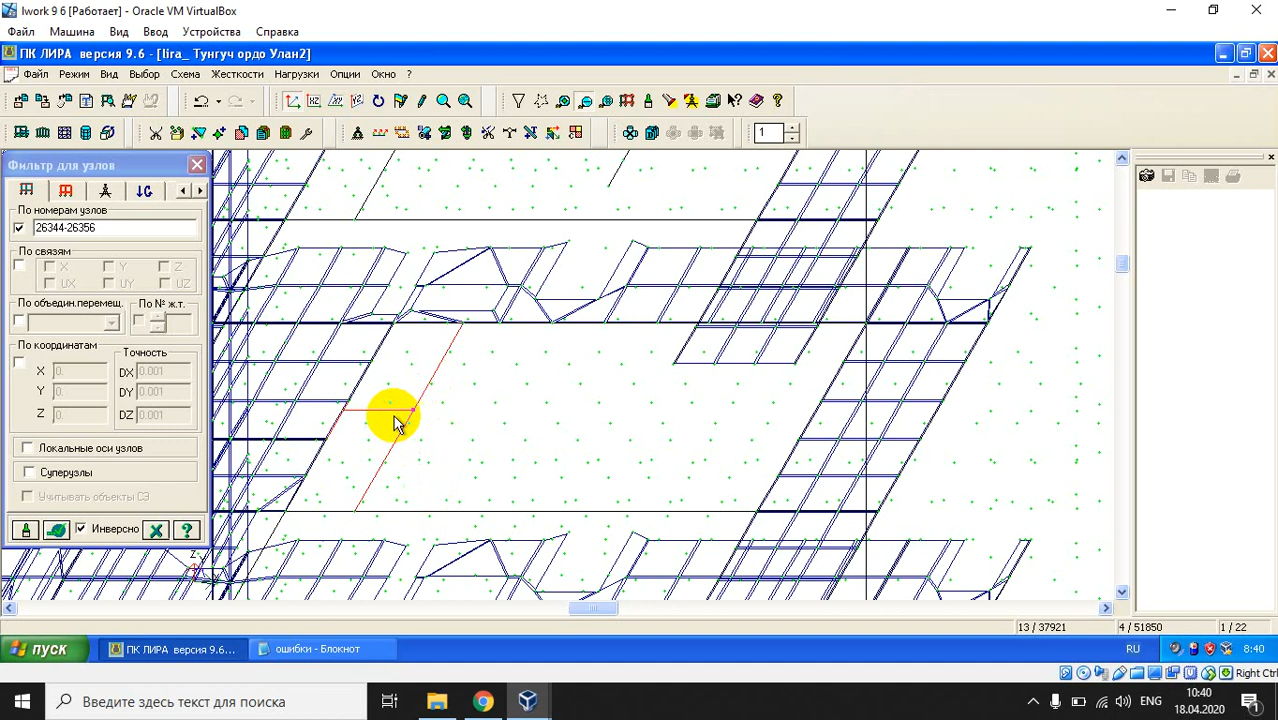 Iwork 9 6 [Работает] - Oracle VM VirtualBox
Файл Машина Вид Ввод Устройства Справка
ПК ЛИРА версия 9.6 - [lira_ Тунгуч ордо Улан2]
Файл Режим Вид Выбор Схема Жесткости Нагрузки Опции Окно ?
1
Фильтр для узлов
По номерам узлов
26344-26356
По связям
X Y Z
UX UY UZ
По объедин.перемещ.
По № ж.т.
По координатам
Точность
X 0. DX 0.001
Y 0. DY 0.001
Z 0. DZ 0.001
Локальные оси узлов
Суперузлы
Учитывать объекты СЭ
Инверсно
Z
13 / 37921 4 / 51850 1 / 22
пуск
ПК ЛИРА версия 9.6...
ошибки - Блокнот
RU
8:40
Right Ctrl
Введите здесь текст для поиска
ENG
10:40
18.04.2020
1